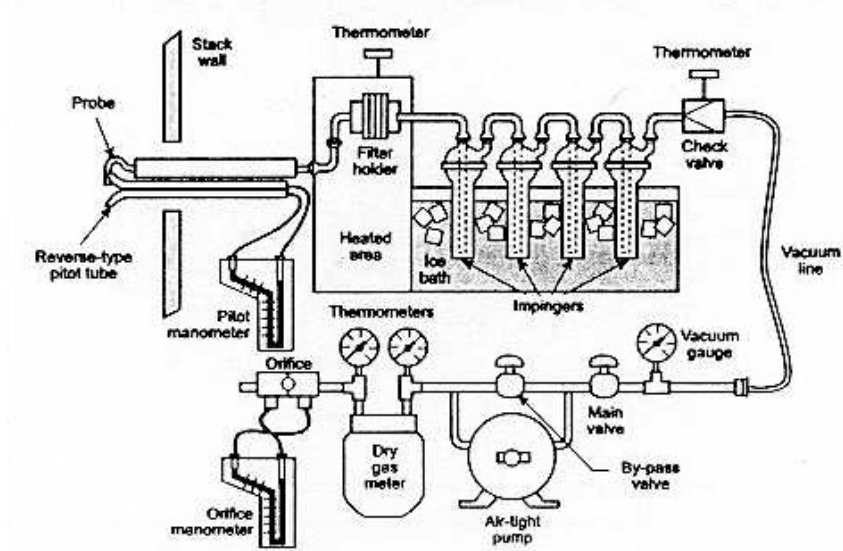 Thermometer
Stack
wall
Thermometer
Probe
Filter
holder
Check
valve
Reverse-type
pitot tube
Heated
area
Ice
bath
Vacuum
line
Impingers
Pilot
manometer
Thermometers
Vacuum
gauge
Orifice
Main
valve
Dry
gas
meter
By-pass
valve
Orifice
manometer
Air-tight
pump